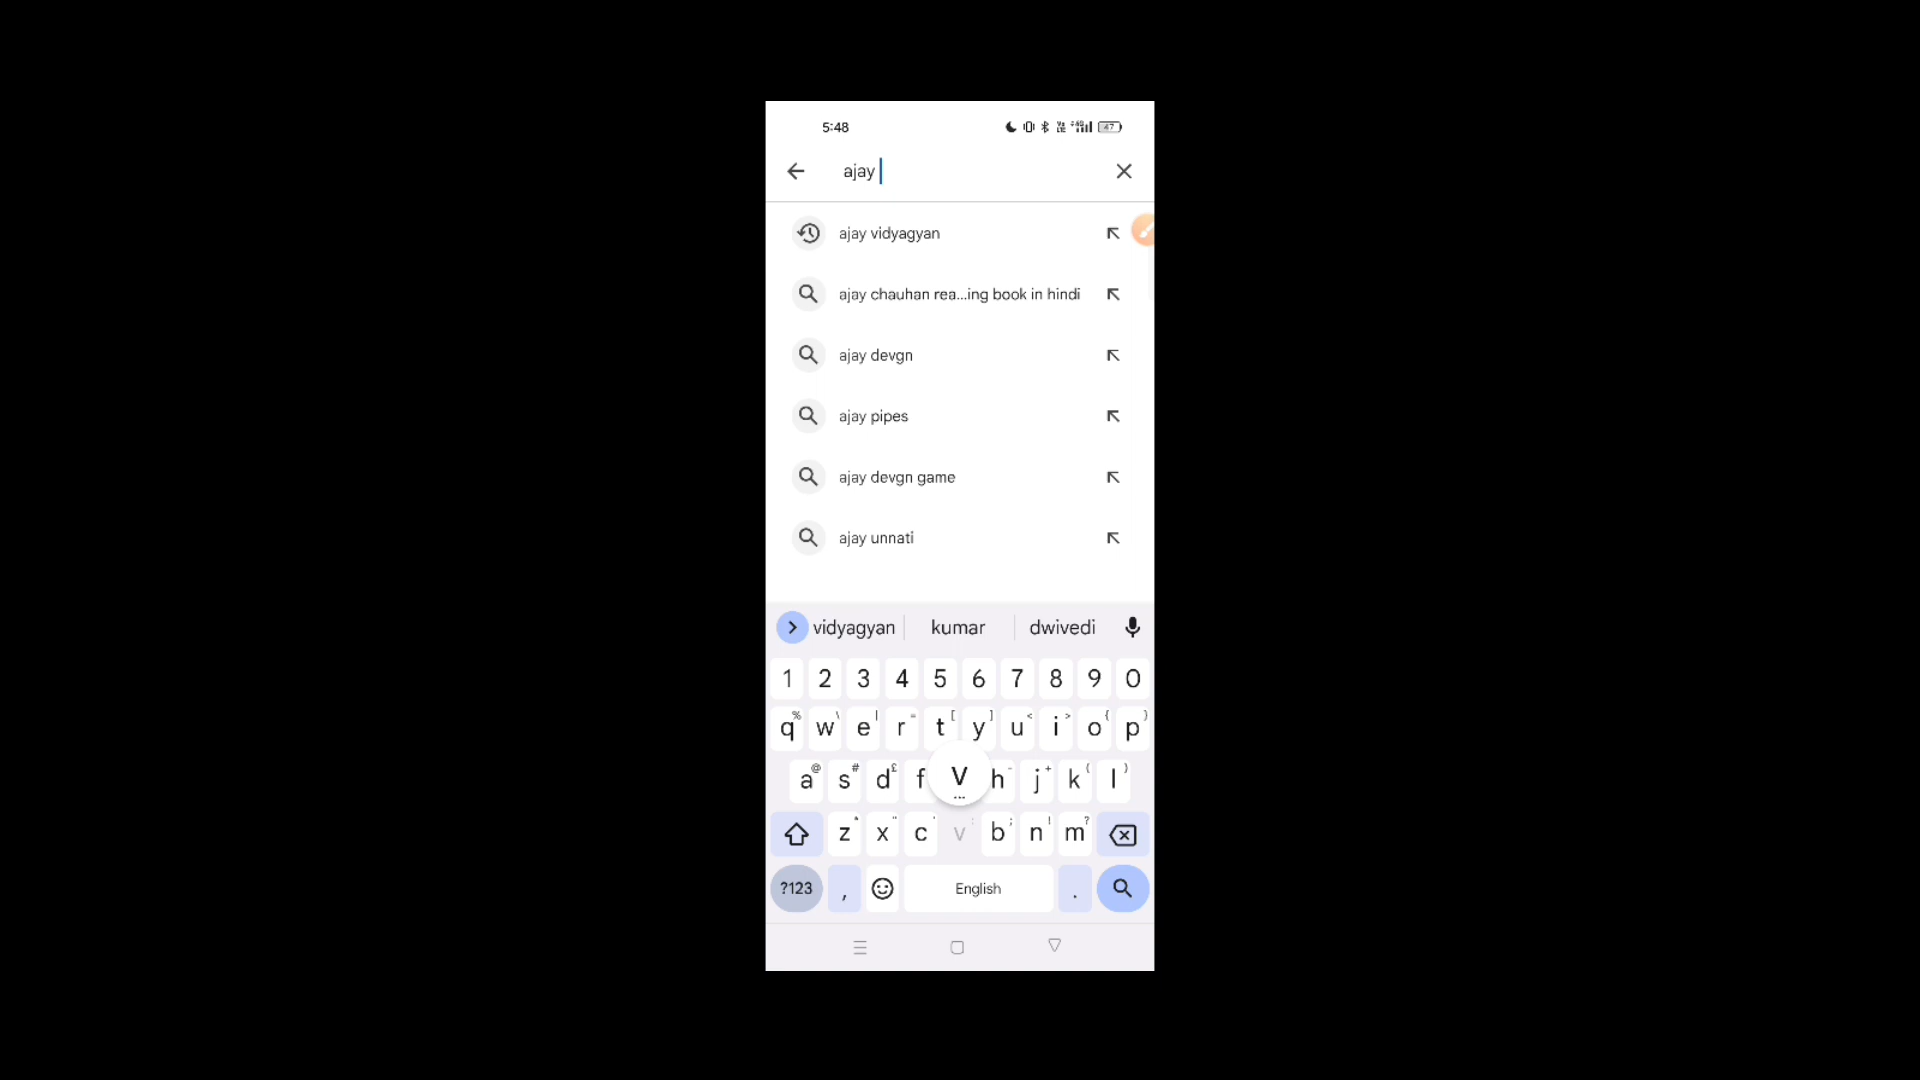 5:48
47
ajay
ajay vidyagyan
ajay chauhan rea...ing book in hindi
ajay devgn
ajay pipes
ajay devgn game
ajay unnati
vidyagyan kumar dwivedi
1 2 3 4 5 6 7 8 9 0
q w e r t y u i o p
a s d f v h j k l
z x c v b n m
?123 , English .